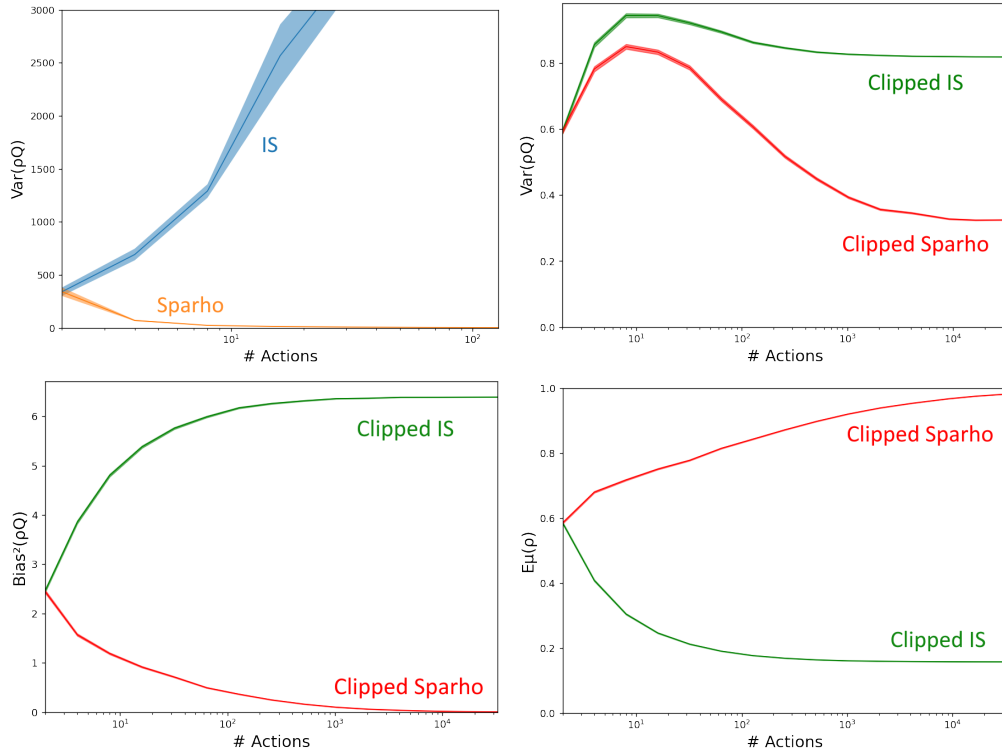 3000
2500
2000
1500
1000
500
0
Var(ρQ)
IS
Sparho
10¹
10²
# Actions
0.8
0.6
0.4
0.2
0.0
Var(ρQ)
Clipped IS
Clipped Sparho
10¹
10²
10³
10⁴
# Actions
6
5
4
3
2
1
0
Bias²(ρQ)
Clipped IS
Clipped Sparho
10¹
10²
10³
10⁴
# Actions
1.0
0.8
0.6
0.4
0.2
0.0
Eμ(ρ)
Clipped Sparho
Clipped IS
10¹
10²
10³
10⁴
# Actions